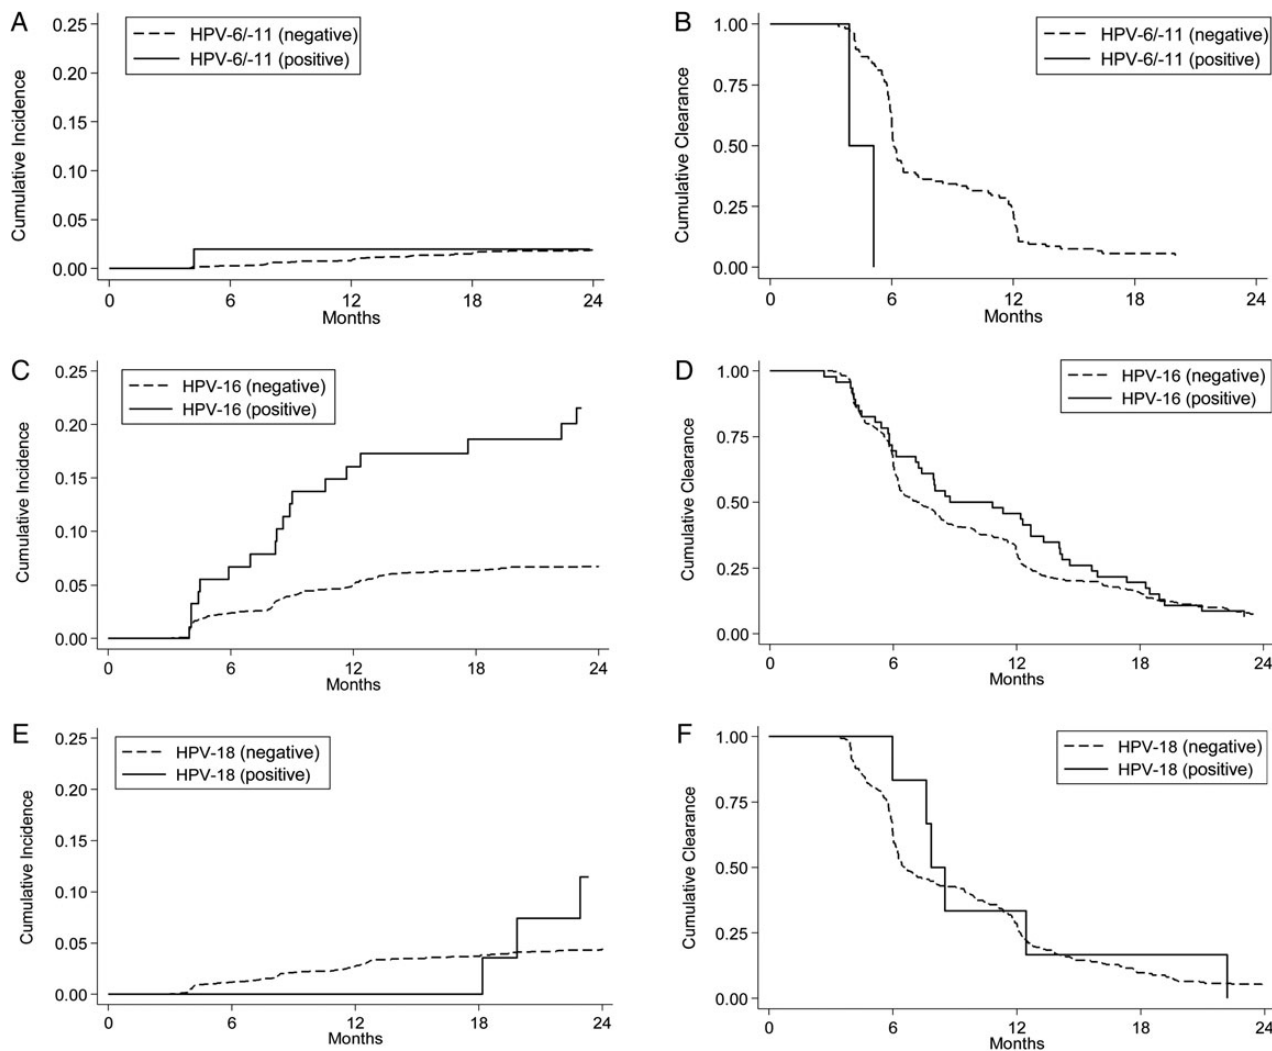 A
HPV-6/-11 (negative)
HPV-6/-11 (positive)
Cumulative Incidence
0.25
0.20
0.15
0.10
0.05
0.00
0 6 12 18 24
Months
B
HPV-6/-11 (negative)
HPV-6/-11 (positive)
Cumulative Clearance
1.00
0.75
0.50
0.25
0.00
0 6 12 18 24
Months
C
HPV-16 (negative)
HPV-16 (positive)
Cumulative Incidence
0.25
0.20
0.15
0.10
0.05
0.00
0 6 12 18 24
Months
D
HPV-16 (negative)
HPV-16 (positive)
Cumulative Clearance
1.00
0.75
0.50
0.25
0.00
0 6 12 18 24
Months
E
HPV-18 (negative)
HPV-18 (positive)
Cumulative Incidence
0.25
0.20
0.15
0.10
0.05
0.00
0 6 12 18 24
Months
F
HPV-18 (negative)
HPV-18 (positive)
Cumulative Clearance
1.00
0.75
0.50
0.25
0.00
0 6 12 18 24
Months